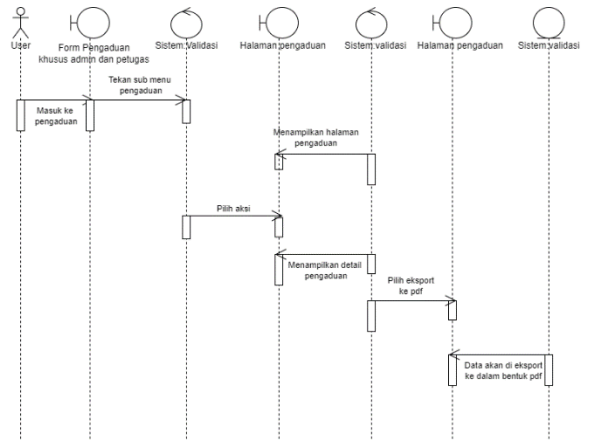 User
Form Pengaduan
khusus admin dan petugas
Sistem:Validasi
Halaman:pengaduan
Sistem:validasi
Halaman pengaduan
Sistem:validasi
Tekan sub menu
pengaduan
Masuk ke
pengaduan
Menampilkan halaman
pengaduan
Pilih aksi
Menampilkan detail
pengaduan
Pilih eksport
ke pdf
Data akan di eksport
ke dalam bentuk pdf